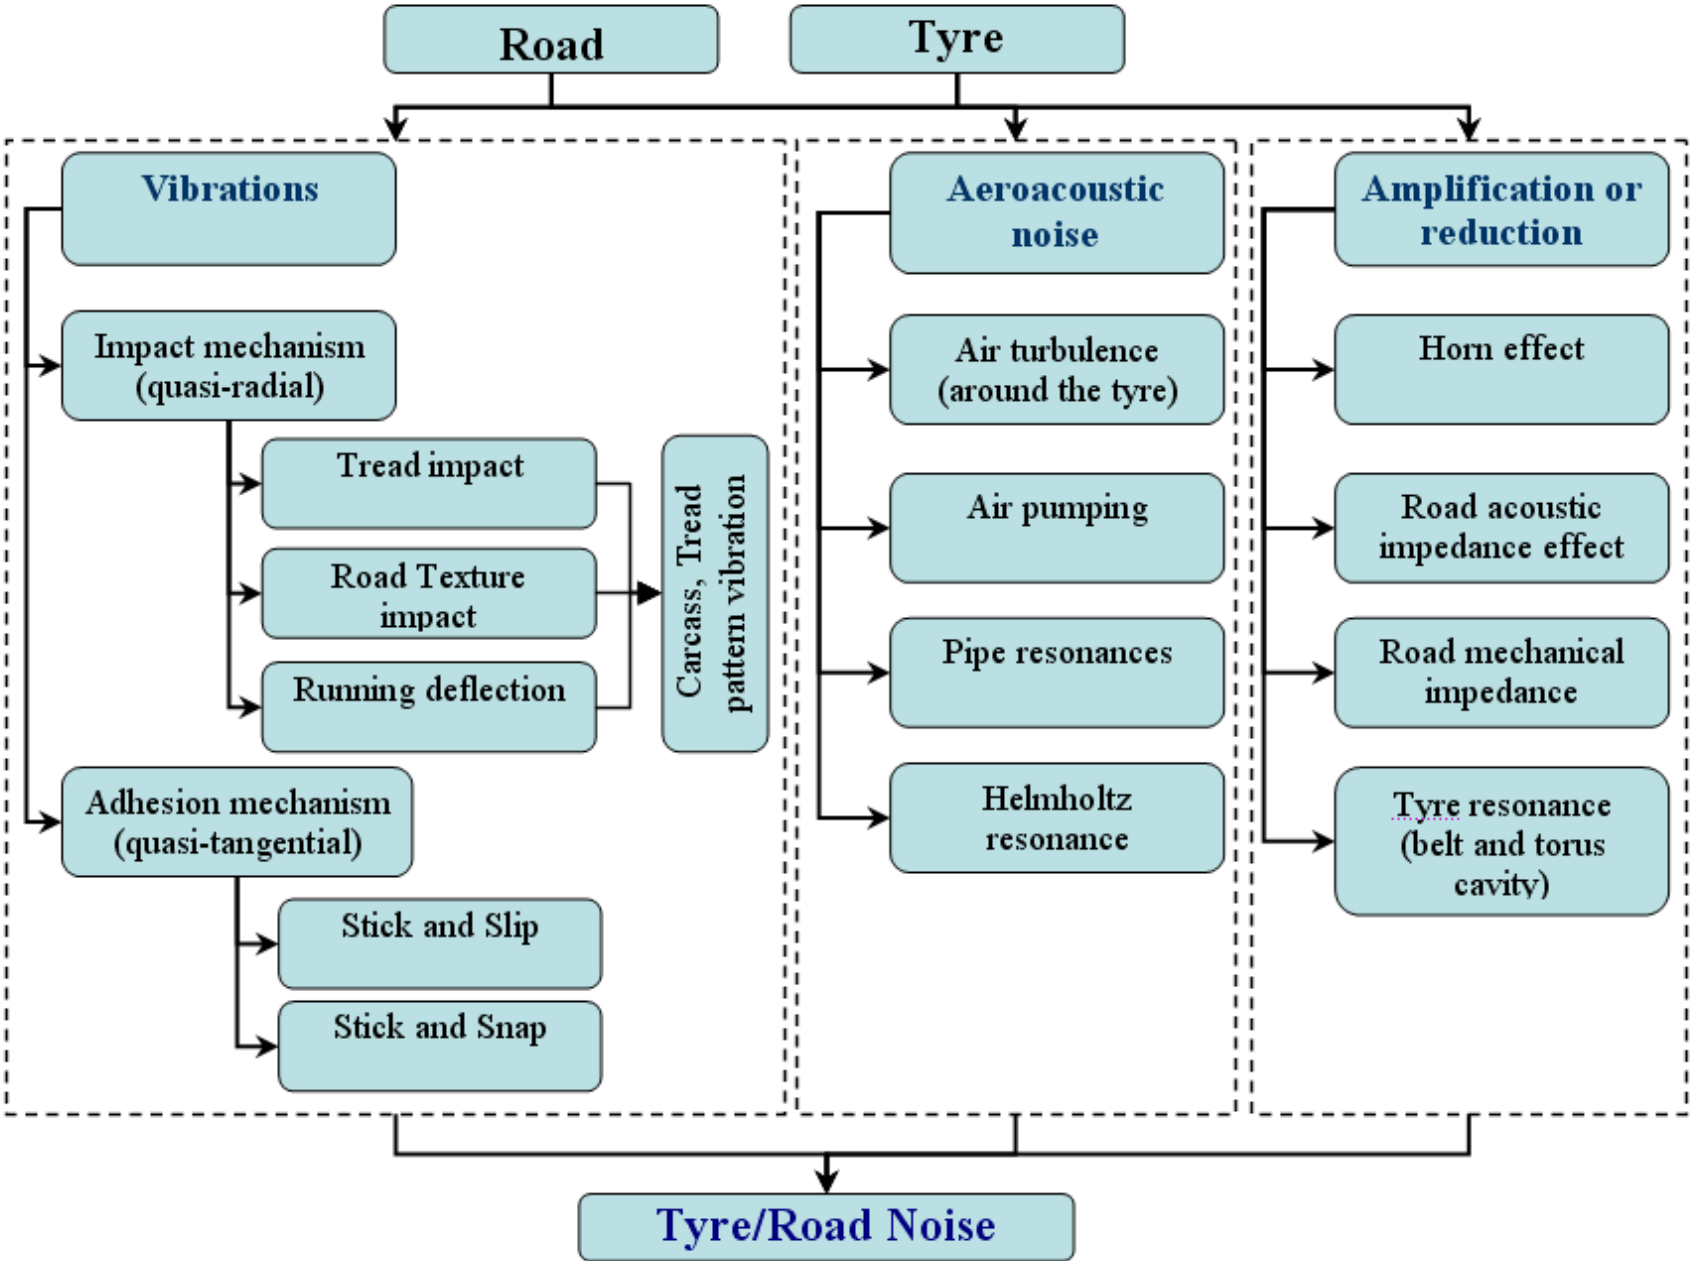 Road
Tyre
Vibrations
Impact mechanism
(quasi-radial)
Tread impact
Road Texture
impact
Running deflection
Carcass, Tread
pattern vibration
Adhesion mechanism
(quasi-tangential)
Stick and Slip
Stick and Snap
Aeroacoustic
noise
Air turbulence
(around the tyre)
Air pumping
Pipe resonances
Helmholtz
resonance
Amplification or
reduction
Horn effect
Road acoustic
impedance effect
Road mechanical
impedance
Tyre resonance
(belt and torus
cavity)
Tyre/Road Noise